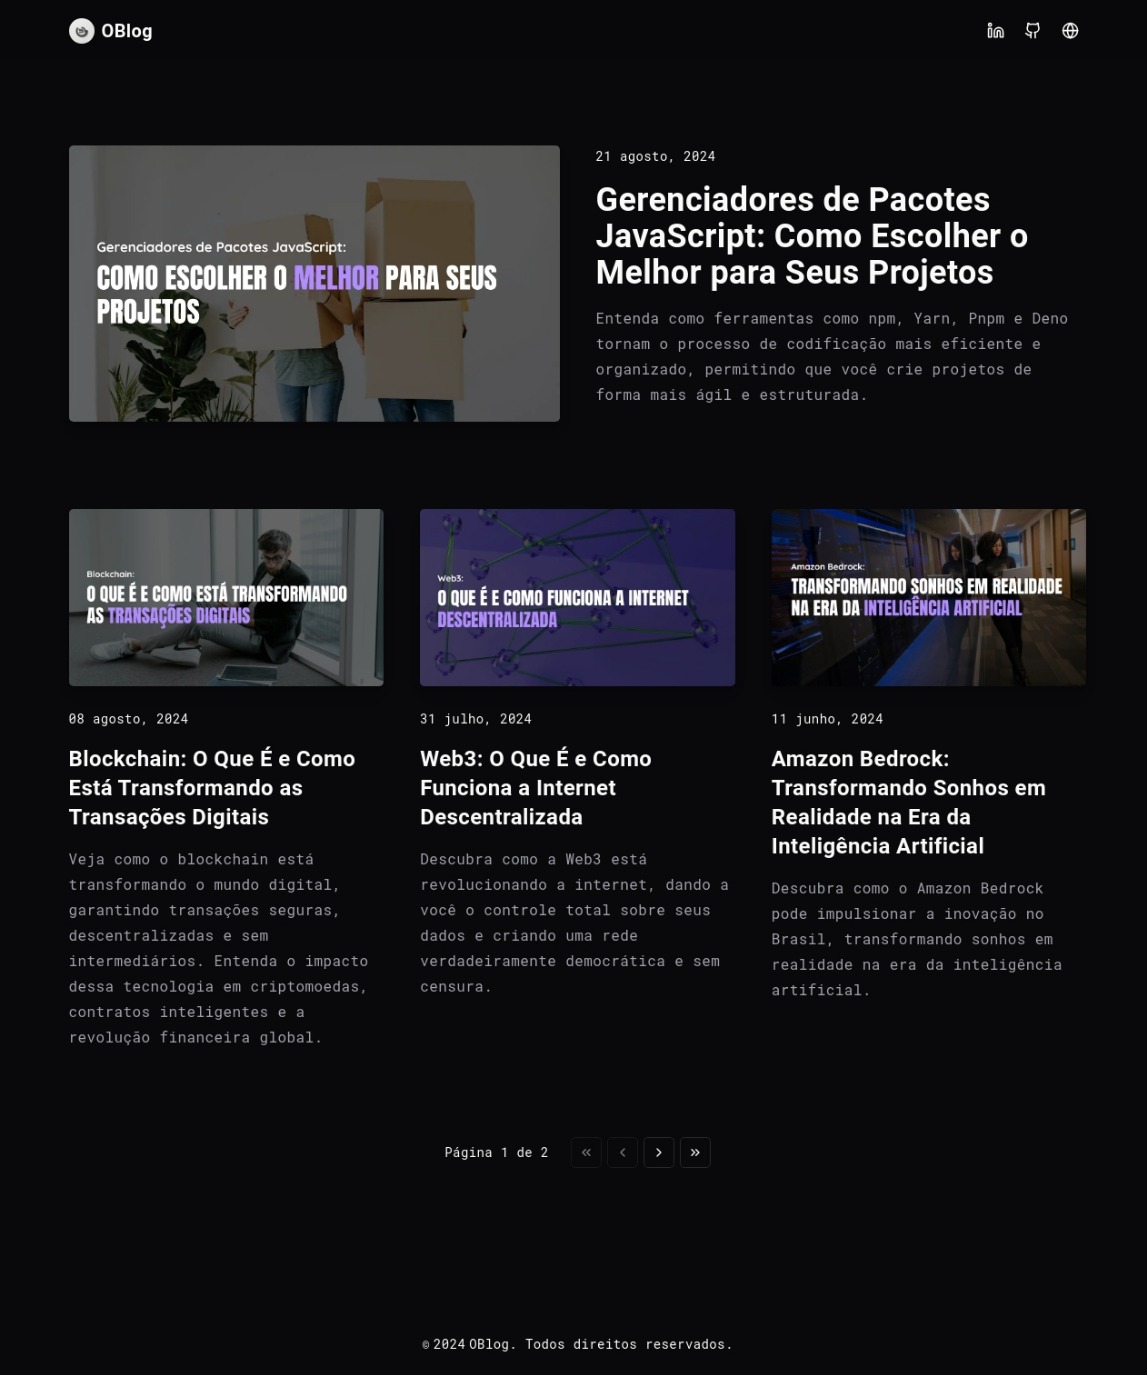 OBlog
Gerenciadores de Pacotes JavaScript:
COMO ESCOLHER O MELHOR PARA SEUS
PROJETOS
21 agosto, 2024
Gerenciadores de Pacotes
JavaScript: Como Escolher o
Melhor para Seus Projetos
Entenda como ferramentas como npm, Yarn, Pnpm e Deno
tornam o processo de codificação mais eficiente e
organizado, permitindo que você crie projetos de
forma mais ágil e estruturada.
Blockchain:
O QUE É E COMO ESTÁ TRANSFORMANDO
AS TRANSAÇÕES DIGITAIS
08 agosto, 2024
Blockchain: O Que É e Como
Está Transformando as
Transações Digitais
Veja como o blockchain está
transformando o mundo digital,
garantindo transações seguras,
descentralizadas e sem
intermediários. Entenda o impacto
dessa tecnologia em criptomoedas,
contratos inteligentes e a
revolução financeira global.
Web3:
O QUE É E COMO FUNCIONA A INTERNET
DESCENTRALIZADA
31 julho, 2024
Web3: O Que É e Como
Funciona a Internet
Descentralizada
Descubra como a Web3 está
revolucionando a internet, dando a
você o controle total sobre seus
dados e criando uma rede
verdadeiramente democrática e sem
censura.
Amazon Bedrock:
TRANSFORMANDO SONHOS EM REALIDADE
NA ERA DA INTELIGÊNCIA ARTIFICIAL
11 junho, 2024
Amazon Bedrock:
Transformando Sonhos em
Realidade na Era da
Inteligência Artificial
Descubra como o Amazon Bedrock
pode impulsionar a inovação no
Brasil, transformando sonhos em
realidade na era da inteligência
artificial.
Página 1 de 2
© 2024 OBlog. Todos direitos reservados.